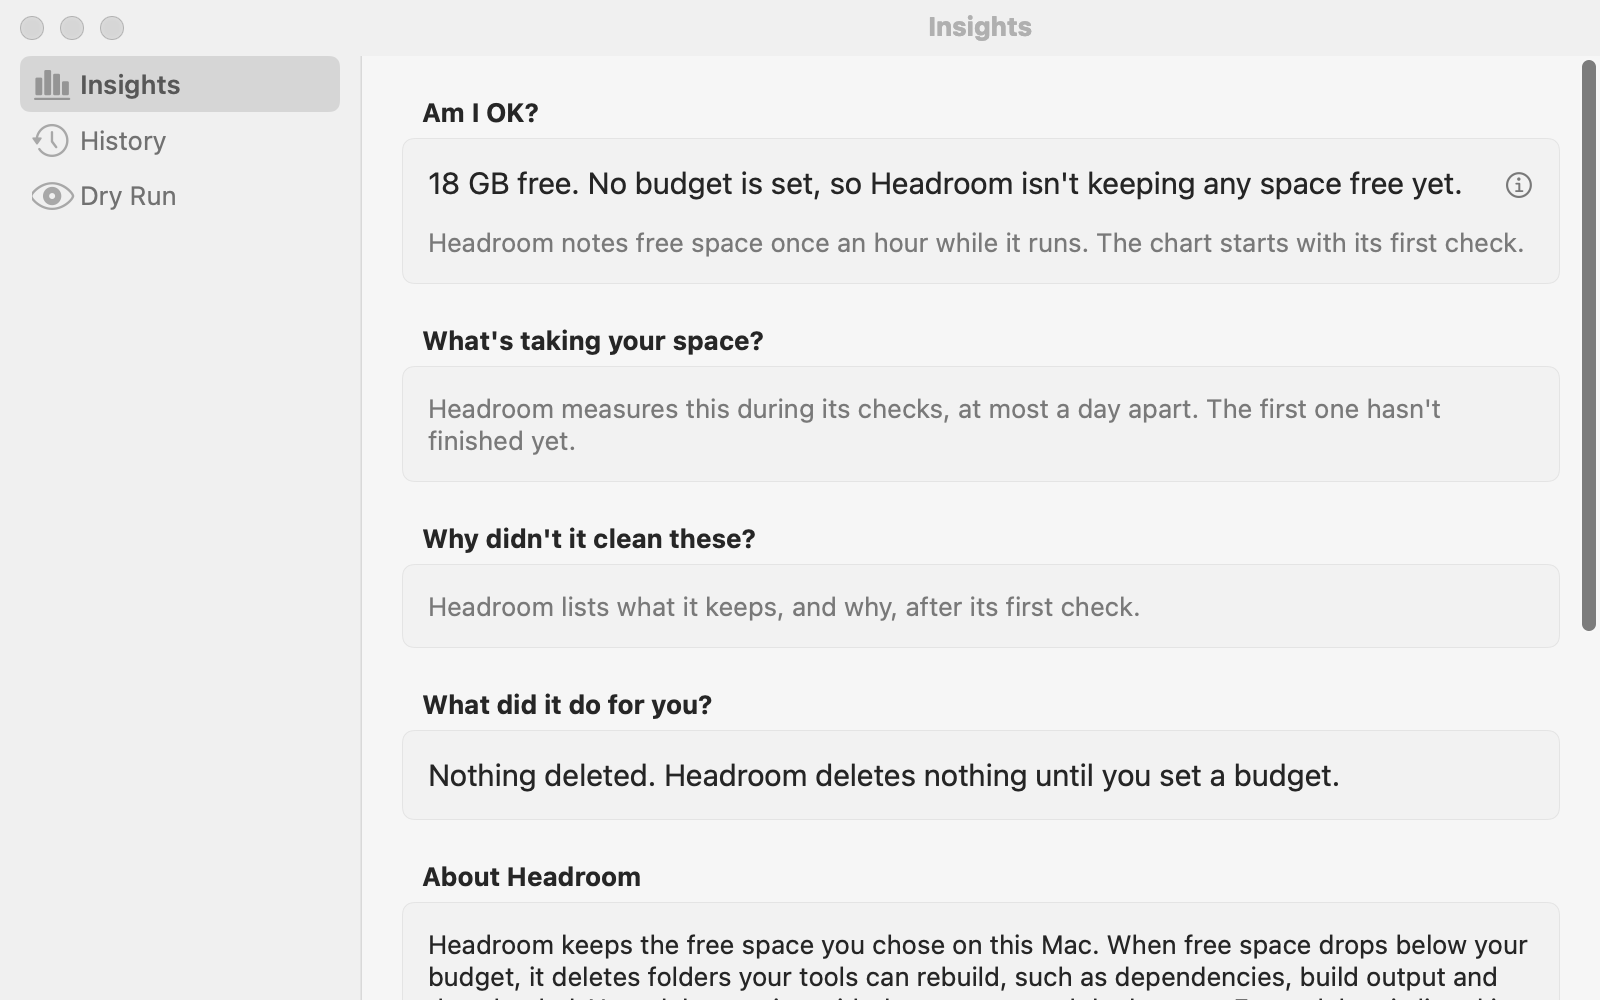 Insights
Insights
History
Dry Run
Am I OK?
18 GB free. No budget is set, so Headroom isn't keeping any space free yet.
Headroom notes free space once an hour while it runs. The chart starts with its first check.
What's taking your space?
Headroom measures this during its checks, at most a day apart. The first one hasn't
finished yet.
Why didn't it clean these?
Headroom lists what it keeps, and why, after its first check.
What did it do for you?
Nothing deleted. Headroom deletes nothing until you set a budget.
About Headroom
Headroom keeps the free space you chose on this Mac. When free space drops below your
budget, it deletes folders your tools can rebuild, such as dependencies, build output and